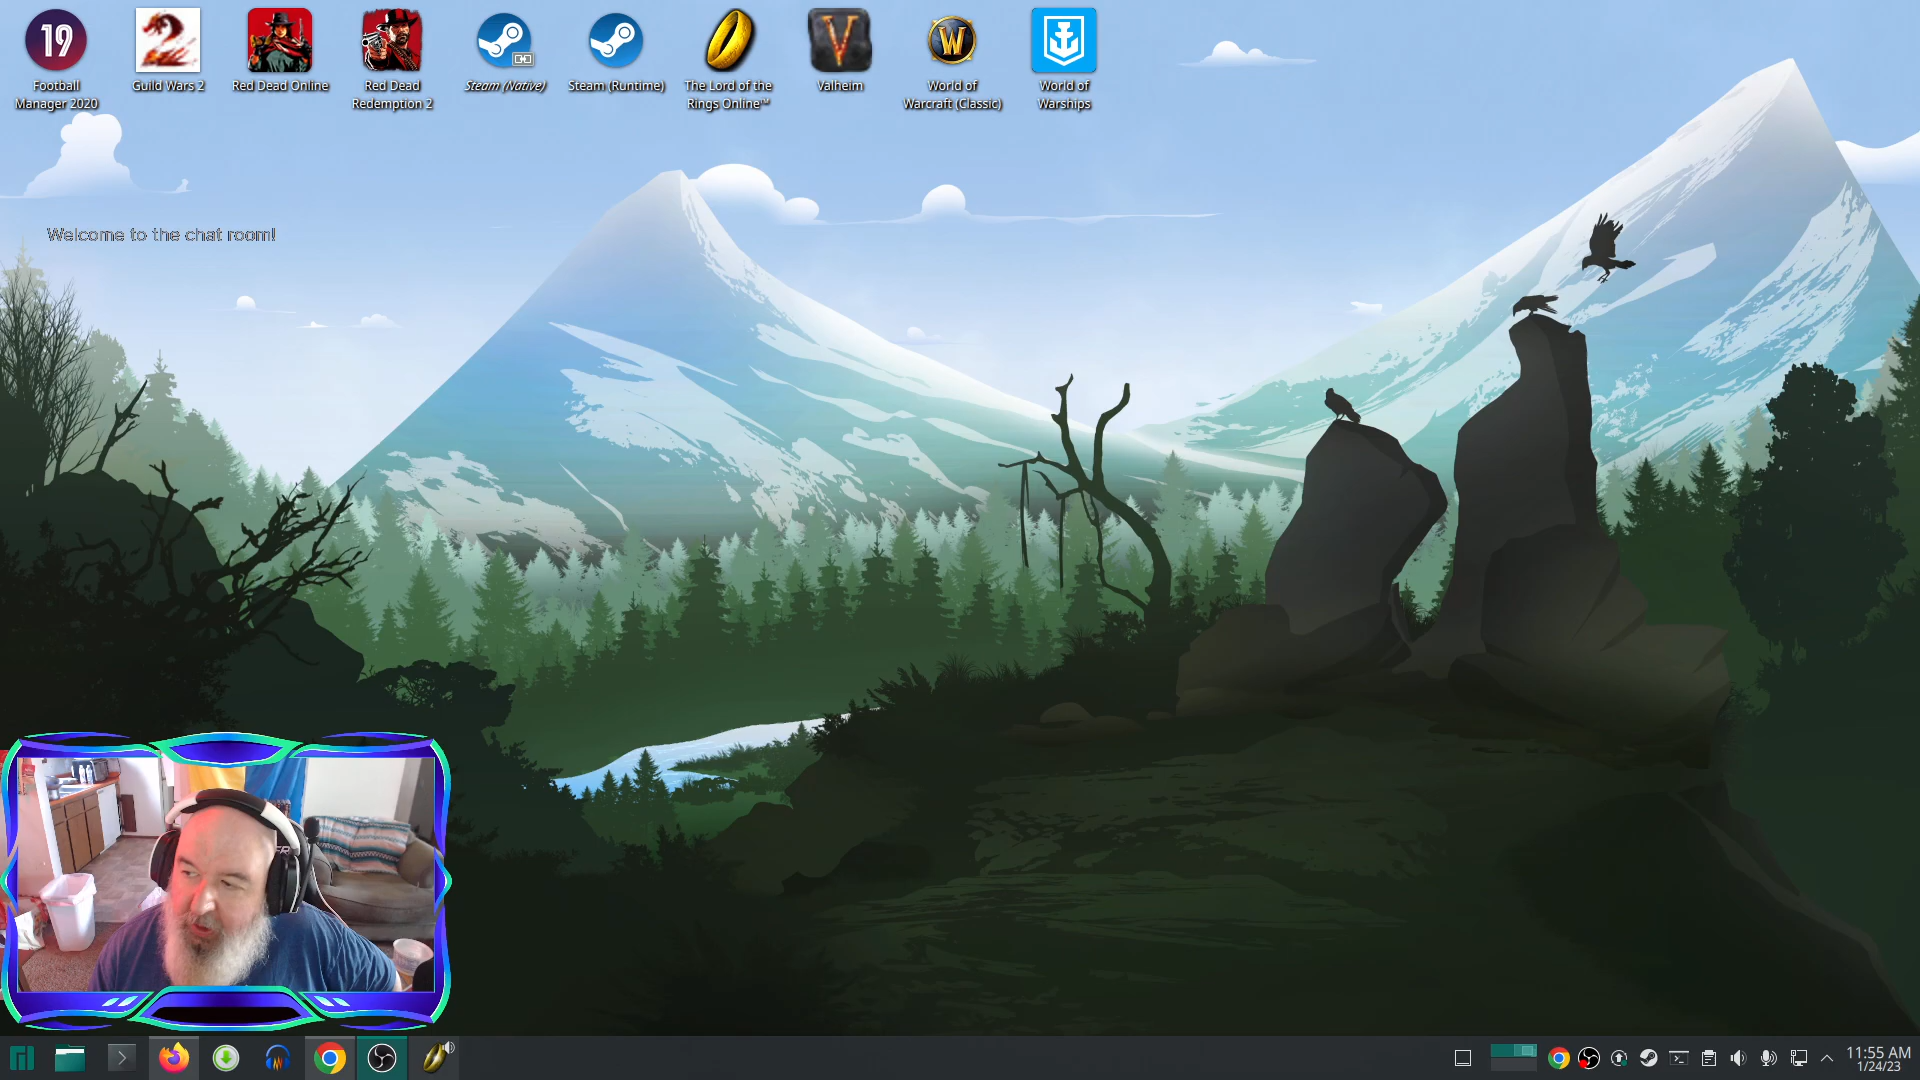 19
Football
Manager 2020
Guild Wars 2
Red Dead Online
Red Dead
Redemption 2
Steam (Native)
Steam (Runtime)
The Lord of the
Rings Online™
V
Valheim
W
World of
Warcraft (Classic)
World of
Warships
Welcome to the chat room!
11:55 AM
1/24/23